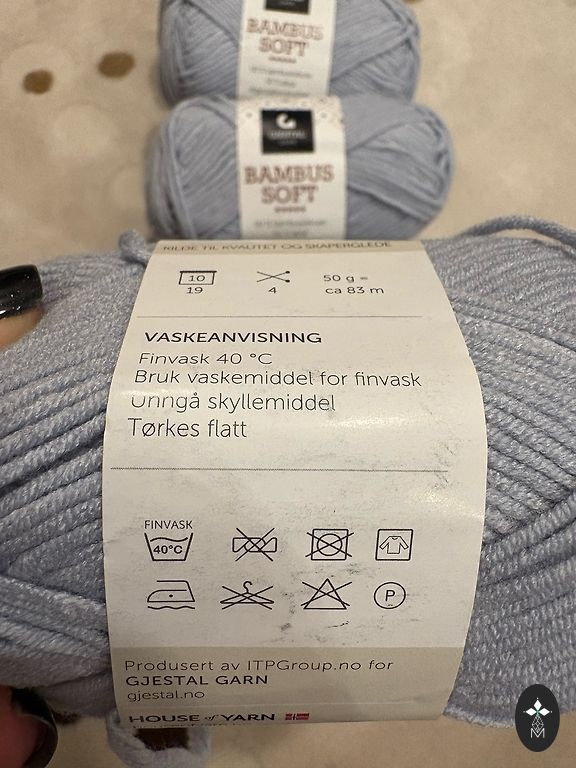 BAMBUS
SOFT
BAMBUS
SOFT
KILDE TIL KVALITET OG SKAPERGLEDE
10
19
4
50 g =
ca 83 m
VASKEANVISNING
Finvask 40 °C
Bruk vaskemiddel for finvask
Unngå skyllemiddel
Tørkes flatt
FINVASK
40°C
P
Produsert av ITPGroup.no for
GJESTAL GARN
gjestal.no
HOUSE of YARN
M